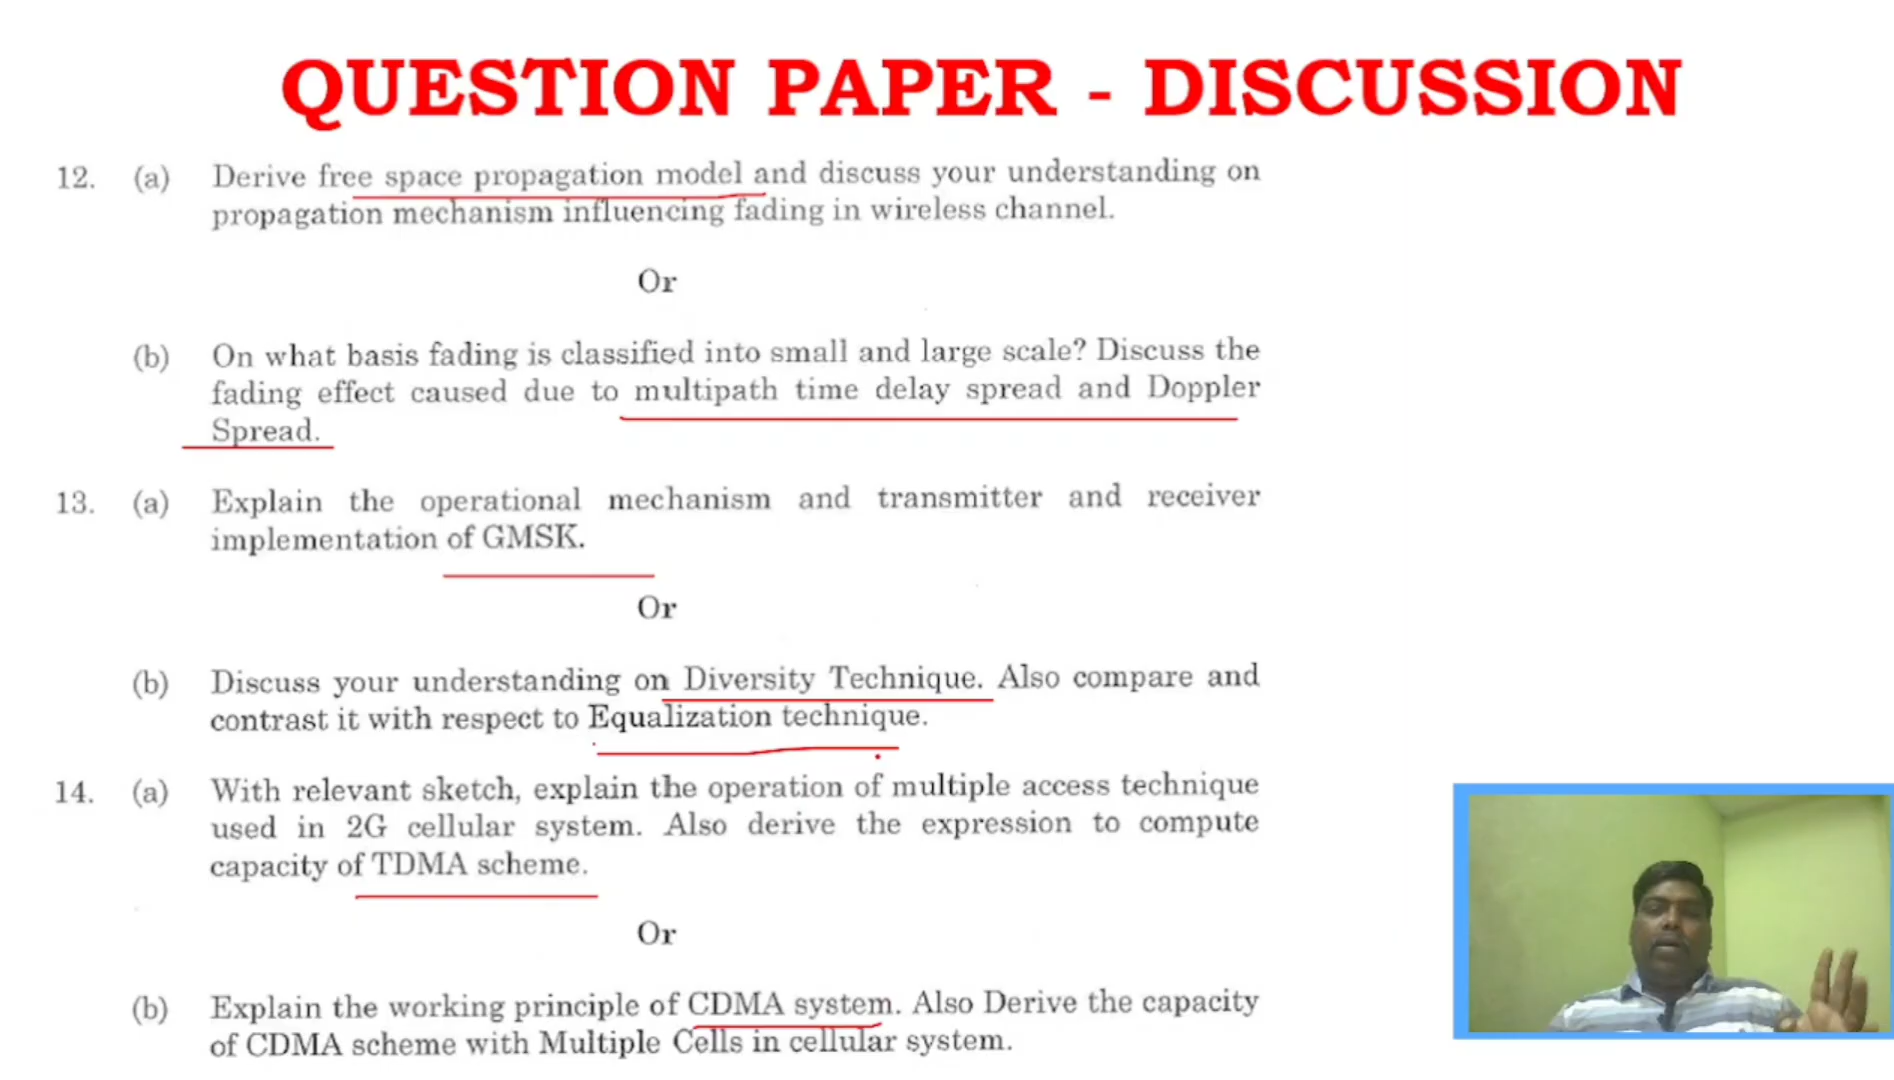 QUESTION PAPER - DISCUSSION
12. (a) Derive free space propagation model and discuss your understanding on
propagation mechanism influencing fading in wireless channel.
Or
(b) On what basis fading is classified into small and large scale? Discuss the
fading effect caused due to multipath time delay spread and Doppler
Spread.
13. (a) Explain the operational mechanism and transmitter and receiver
implementation of GMSK.
Or
(b) Discuss your understanding on Diversity Technique. Also compare and
contrast it with respect to Equalization technique.
14. (a) With relevant sketch, explain the operation of multiple access technique
used in 2G cellular system. Also derive the expression to compute
capacity of TDMA scheme.
Or
(b) Explain the working principle of CDMA system. Also Derive the capacity
of CDMA scheme with Multiple Cells in cellular system.